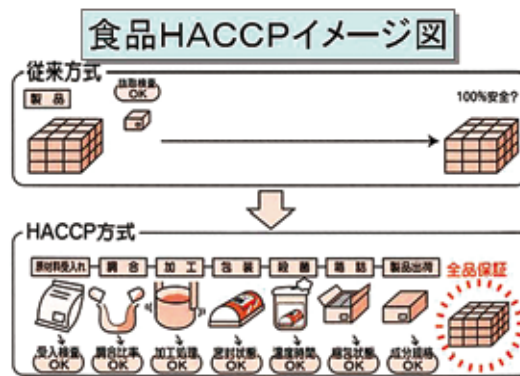 食品HACCPイメージ図
従来方式
製品
抜取検査
OK
100%安全?
HACCP方式
原材料受入れ
調合
加工
包装
殺菌
箱詰
製品出荷
全品保証
受入検査
OK
調合比率
OK
加工処理
OK
密封状態
OK
温度時間
OK
梱包状態
OK
成分規格
OK